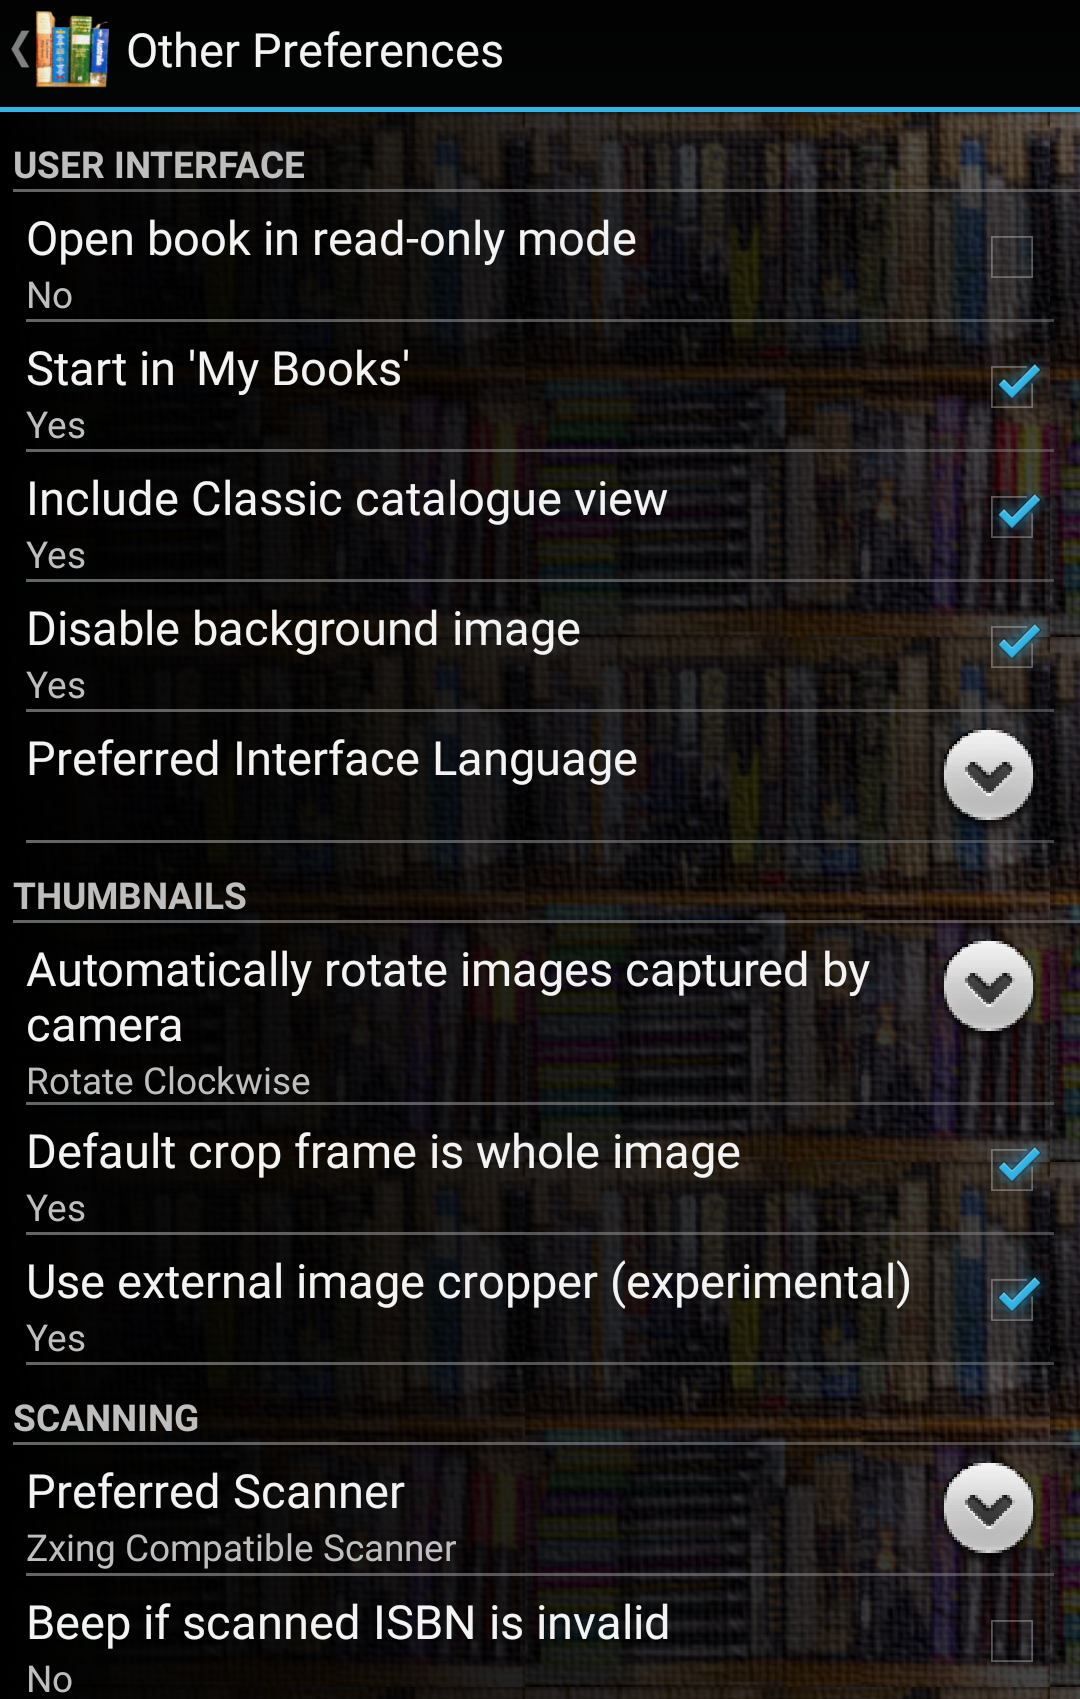 Other Preferences
USER INTERFACE
Open book in read-only mode
No
Start in 'My Books'
Yes
Include Classic catalogue view
Yes
Disable background image
Yes
Preferred Interface Language
THUMBNAILS
Automatically rotate images captured by
camera
Rotate Clockwise
Default crop frame is whole image
Yes
Use external image cropper (experimental)
Yes
SCANNING
Preferred Scanner
Zxing Compatible Scanner
Beep if scanned ISBN is invalid
No